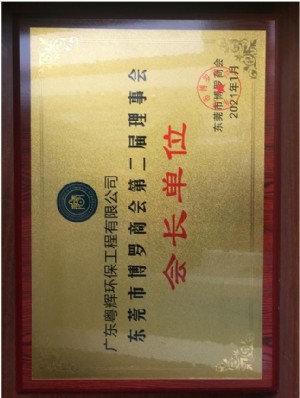 商
广东粤辉环保工程有限公司
东莞市博罗商会第二届理事会
会长单位
东莞市博罗商会
2021年1月